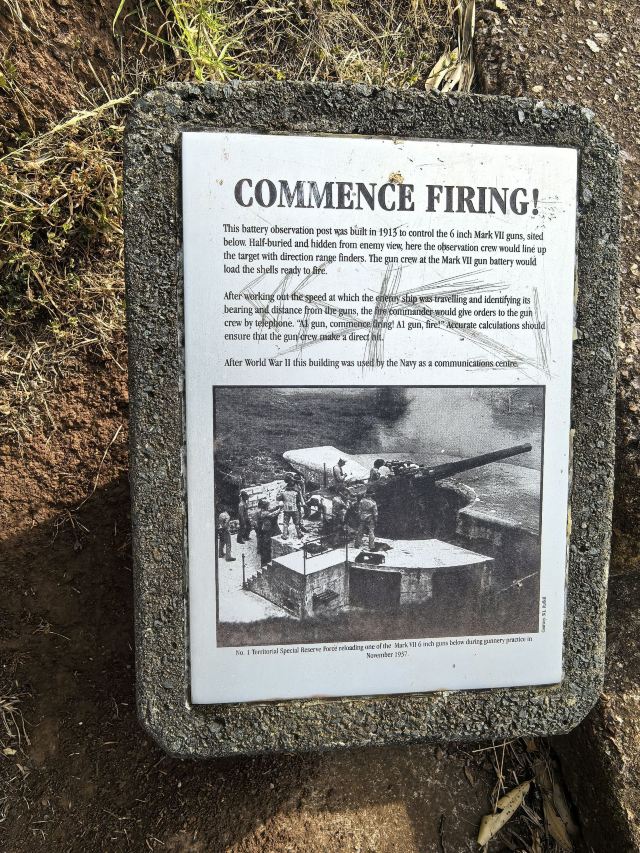 COMMENCE FIRING!
This battery observation post was built in 1913 to control the 6 inch Mark VII guns, sited
below. Half-buried and hidden from enemy view, here the observation crew would line up
the target with direction range finders. The gun crew at the Mark VII gun battery would
load the shells ready to fire.
After working out the speed at which the enemy ship was travelling and identifying its
bearing and distance from the guns, the fire commander would give orders to the gun
crew by telephone. "A1 gun, commence firing! A1 gun, fire!" Accurate calculations should
ensure that the gun crew make a direct hit.
After World War II this building was used by the Navy as a communications centre.
No. 1 Territorial Special Reserve Force reloading one of the Mark VII 6 inch guns below during gunnery practice in
November 1937.